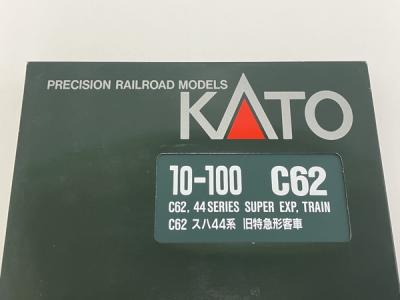 PRECISION RAILROAD MODELS
KATO
10-100 C62
C62, 44 SERIES SUPER EXP, TRAIN
C62 スハ44系 旧特急形客車